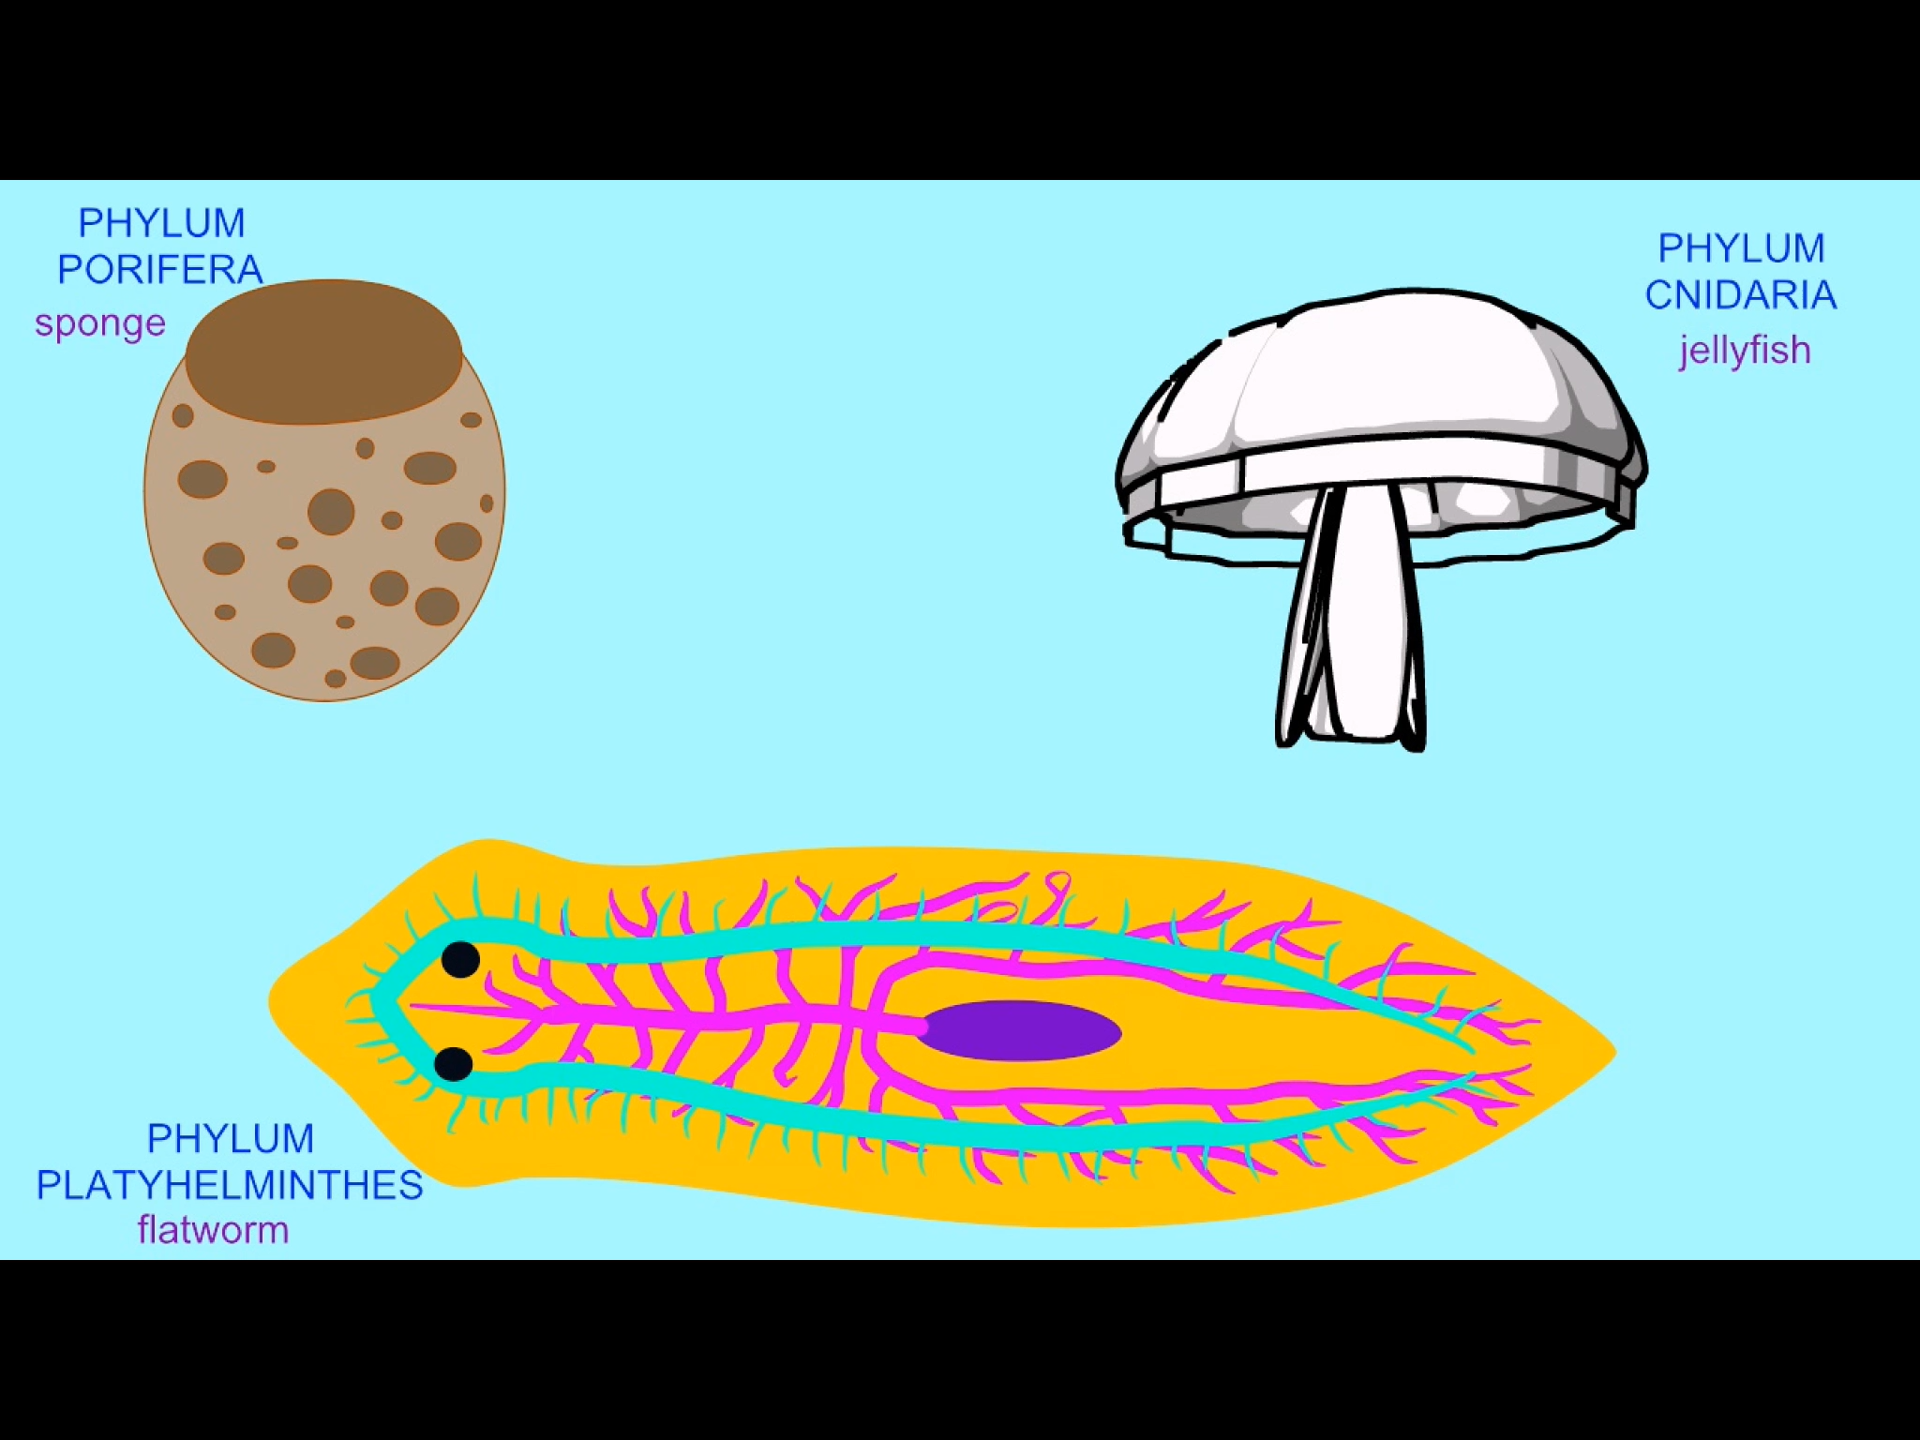 PHYLUM
PORIFERA
sponge
PHYLUM
CNIDARIA
jellyfish
PHYLUM
PLATYHELMINTHES
flatworm